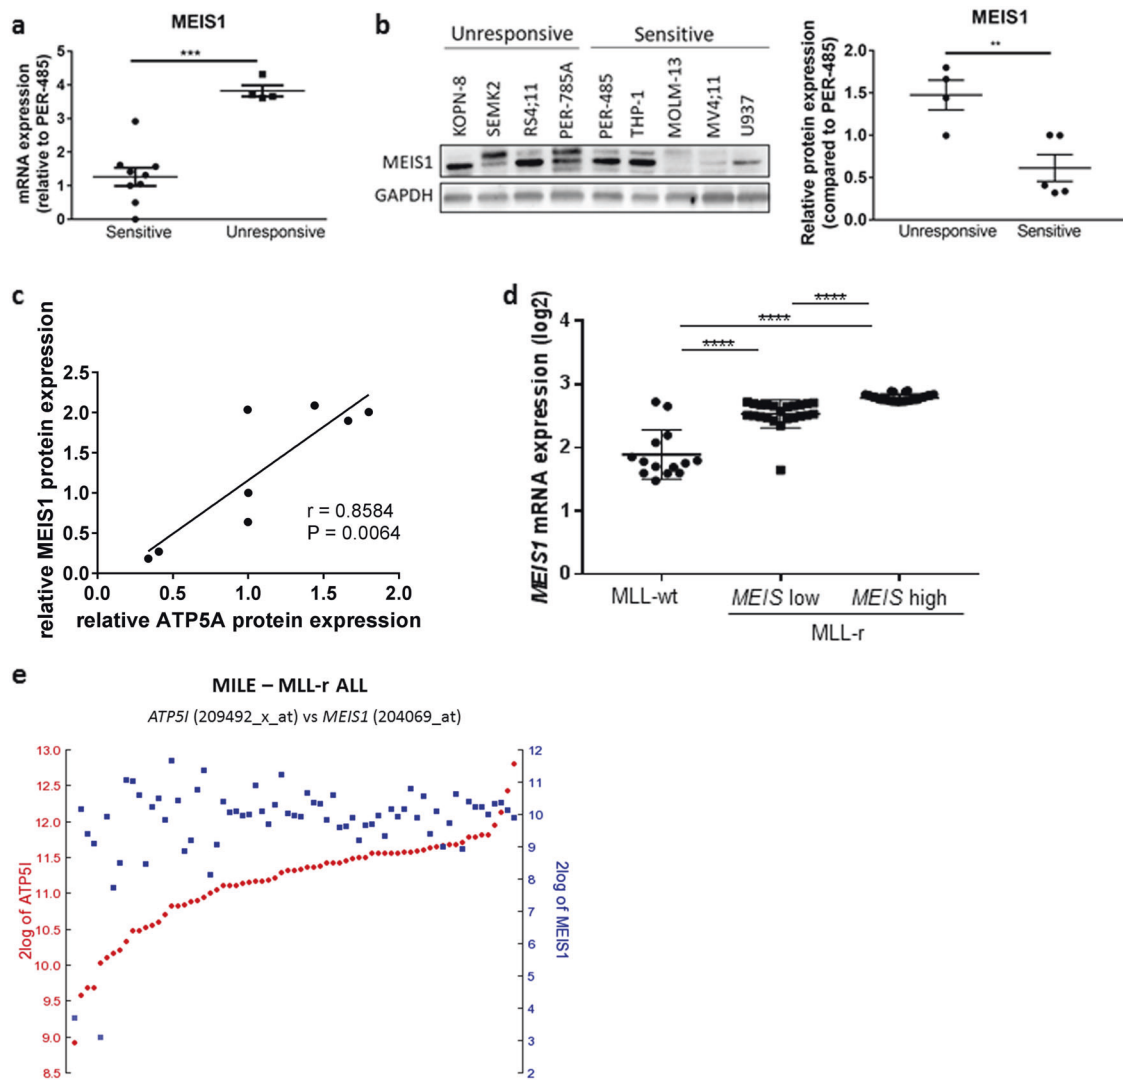 a
MEIS1
mRNA expression
(relative to PER-485)
5
4
3
2
1
0
***
Sensitive
Unresponsive
b
Unresponsive
Sensitive
KOPN-8
SEMK2
RS4;11
PER-785A
PER-485
THP-1
MOLM-13
MV4;11
U937
MEIS1
GAPDH
MEIS1
Relative protein expression
(compared to PER-485)
2.0
1.5
1.0
0.5
0.0
**
Unresponsive
Sensitive
c
relative MEIS1 protein expression
2.5
2.0
1.5
1.0
0.5
0.0
r = 0.8584
P = 0.0064
0.0
0.5
1.0
1.5
2.0
relative ATP5A protein expression
d
MEIS1 mRNA expression (log2)
4
3
2
1
0
****
****
****
MLL-wt
MEIS low
MEIS high
MLL-r
e
MILE – MLL-r ALL
ATP5I (209492_x_at) vs MEIS1 (204069_at)
2log of ATP5I
13.0
12.5
12.0
11.5
11.0
10.5
10.0
9.5
9.0
8.5
12
11
10
9
8
7
6
5
4
3
2
2log of MEIS1